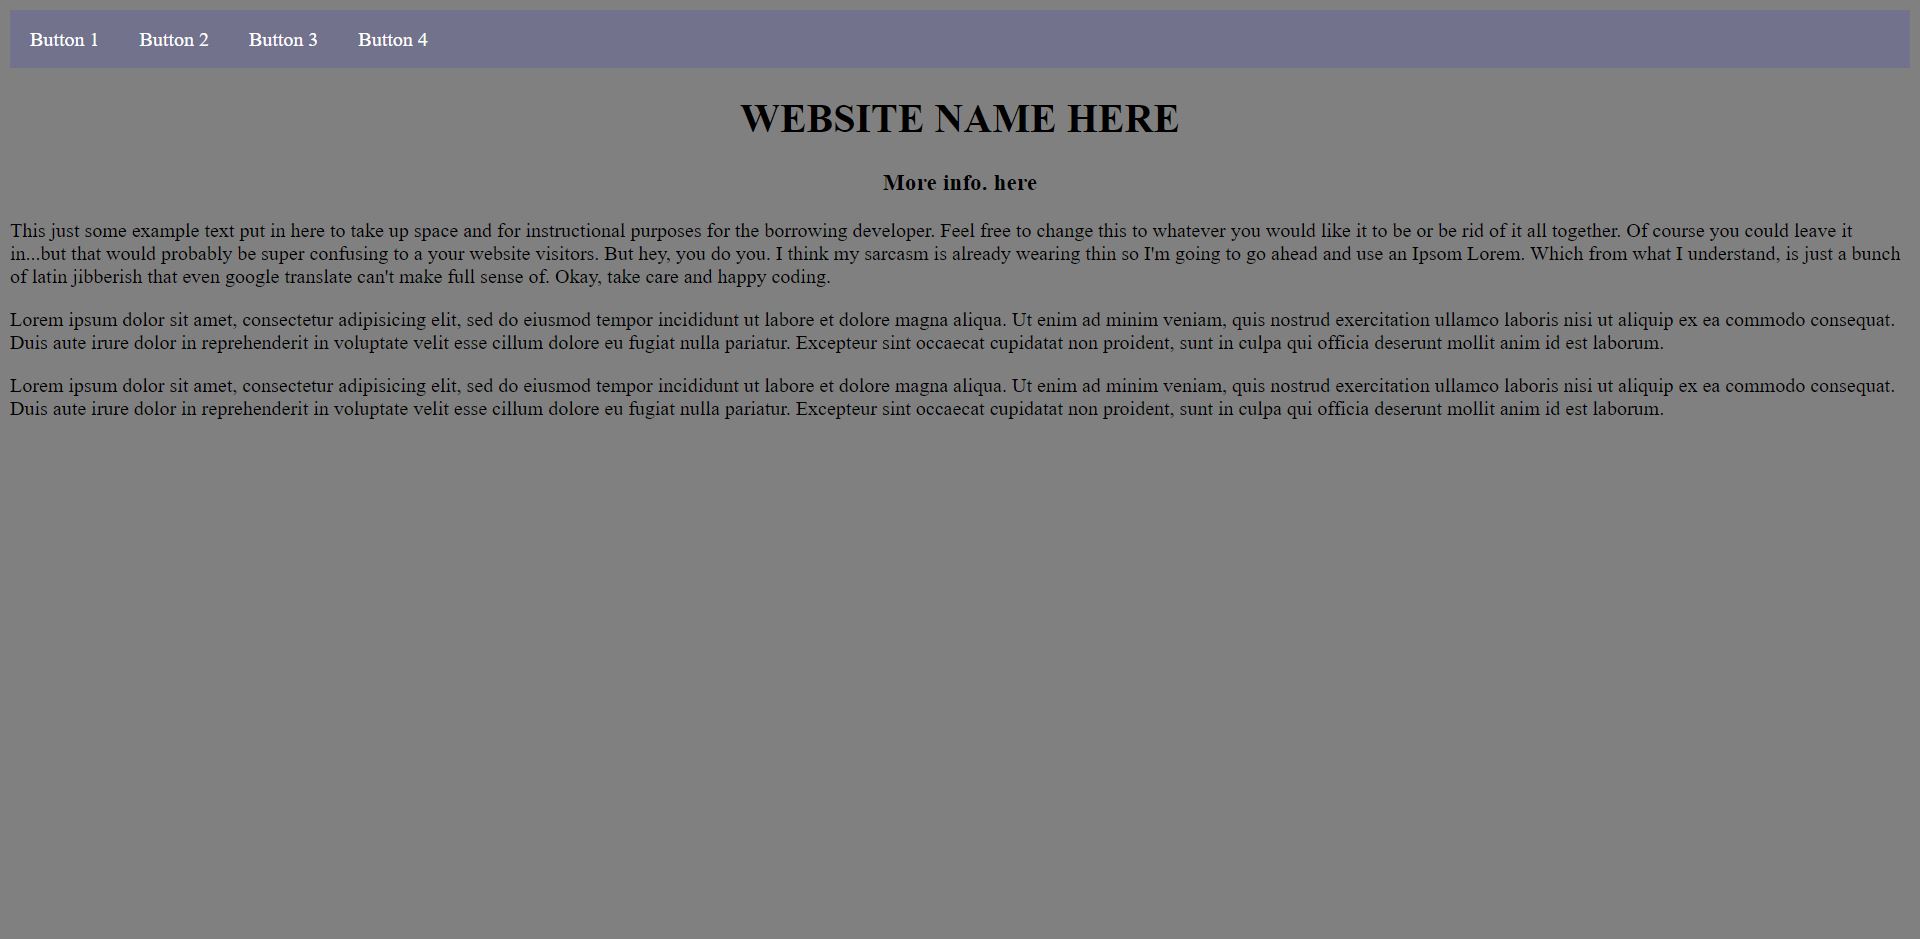 Button 1 Button 2 Button 3 Button 4
WEBSITE NAME HERE
More info. here
This just some example text put in here to take up space and for instructional purposes for the borrowing developer. Feel free to change this to whatever you would like it to be or be rid of it all together. Of course you could leave it
in...but that would probably be super confusing to a your website visitors. But hey, you do you. I think my sarcasm is already wearing thin so I'm going to go ahead and use an Ipsom Lorem. Which from what I understand, is just a bunch
of latin jibberish that even google translate can't make full sense of. Okay, take care and happy coding.
Lorem ipsum dolor sit amet, consectetur adipisicing elit, sed do eiusmod tempor incididunt ut labore et dolore magna aliqua. Ut enim ad minim veniam, quis nostrud exercitation ullamco laboris nisi ut aliquip ex ea commodo consequat.
Duis aute irure dolor in reprehenderit in voluptate velit esse cillum dolore eu fugiat nulla pariatur. Excepteur sint occaecat cupidatat non proident, sunt in culpa qui officia deserunt mollit anim id est laborum.
Lorem ipsum dolor sit amet, consectetur adipisicing elit, sed do eiusmod tempor incididunt ut labore et dolore magna aliqua. Ut enim ad minim veniam, quis nostrud exercitation ullamco laboris nisi ut aliquip ex ea commodo consequat.
Duis aute irure dolor in reprehenderit in voluptate velit esse cillum dolore eu fugiat nulla pariatur. Excepteur sint occaecat cupidatat non proident, sunt in culpa qui officia deserunt mollit anim id est laborum.